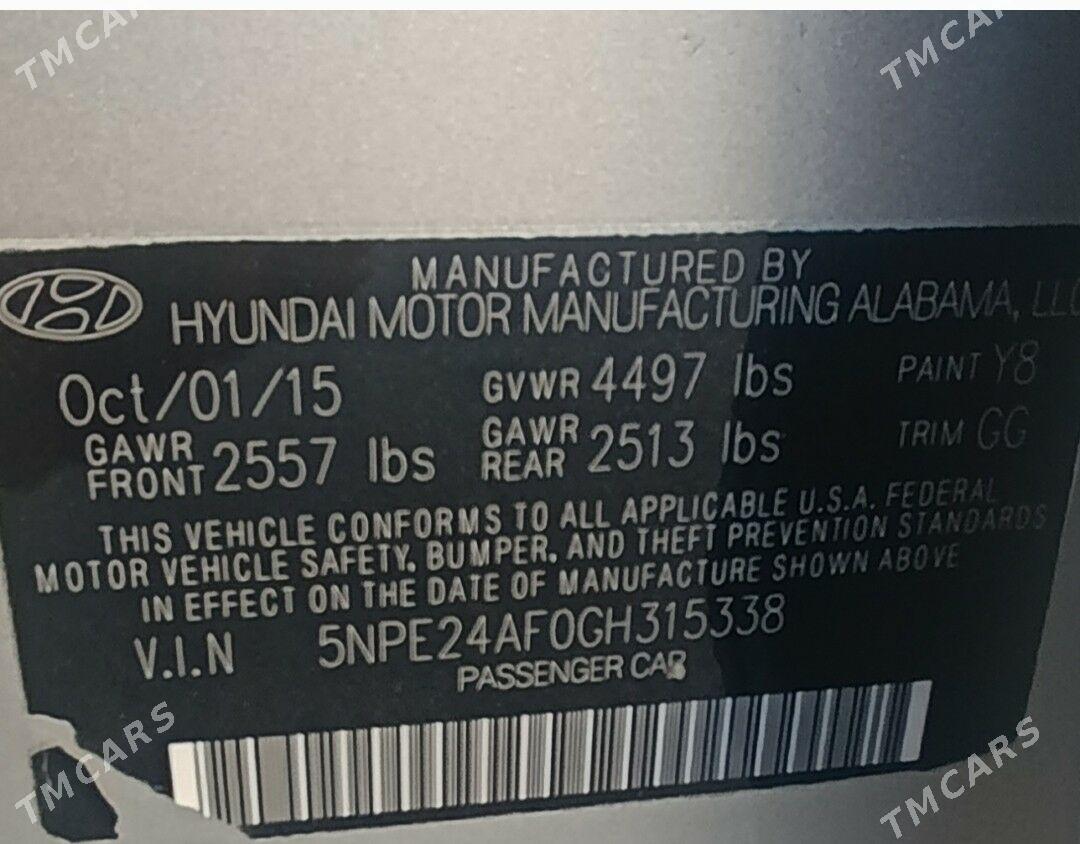 TMCARS
TMCARS
MANUFACTURED BY
HYUNDAI MOTOR MANUFACTURING ALABAMA, LLC
Oct/01/15 GVWR 4497 lbs PAINT Y8
GAWR FRONT 2557 lbs GAWR REAR 2513 lbs TRIM GG
THIS VEHICLE CONFORMS TO ALL APPLICABLE U.S.A. FEDERAL
MOTOR VEHICLE SAFETY, BUMPER, AND THEFT PREVENTION STANDARDS
IN EFFECT ON THE DATE OF MANUFACTURE SHOWN ABOVE
V.I.N 5NPE24AF0GH315338
PASSENGER CAR
TMCARS
TMCARS